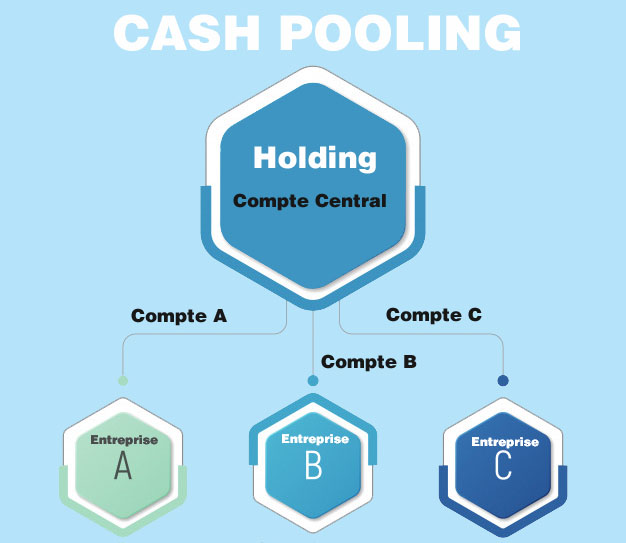 CASH POOLING
Holding
Compte Central
Compte A
Compte C
Compte B
Entreprise
A
Entreprise
B
Entreprise
C